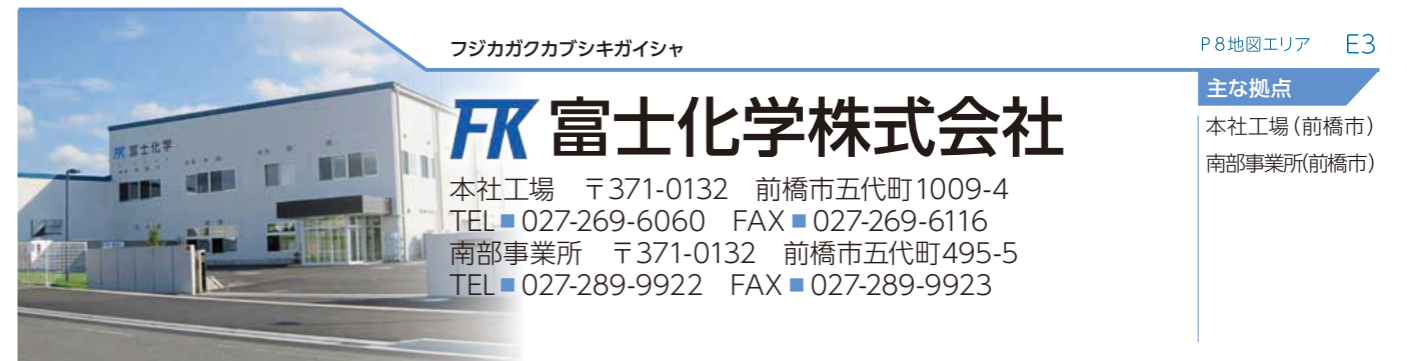 フジカガクカブシキガイシャ
P8地図エリア E3
FK 富士化学株式会社
本社工場 〒371-0132 前橋市五代町1009-4
TEL■027-269-6060 FAX■027-269-6116
南部事業所 〒371-0132 前橋市五代町495-5
TEL■027-289-9922 FAX■027-289-9923
主な拠点
本社工場(前橋市)
南部事業所(前橋市)
FK 富士化学